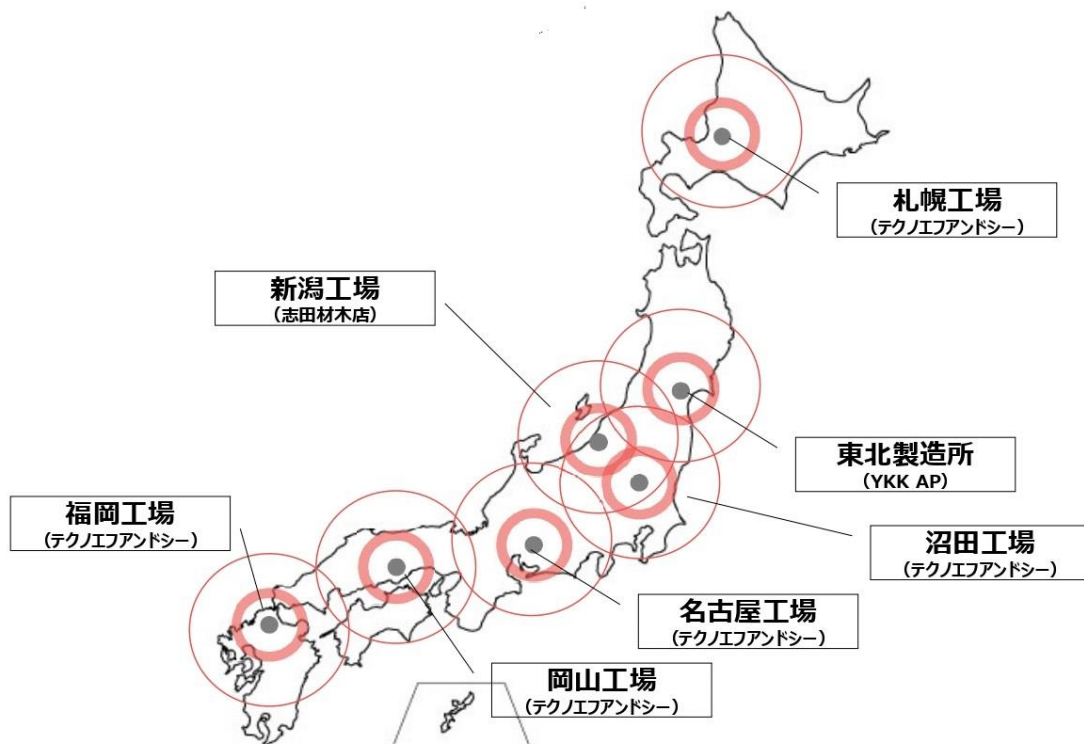 札幌工場
(テクノエフアンドシー)
新潟工場
(志田材木店)
東北製造所
(YKK AP)
福岡工場
(テクノエフアンドシー)
沼田工場
(テクノエフアンドシー)
名古屋工場
(テクノエフアンドシー)
岡山工場
(テクノエフアンドシー)